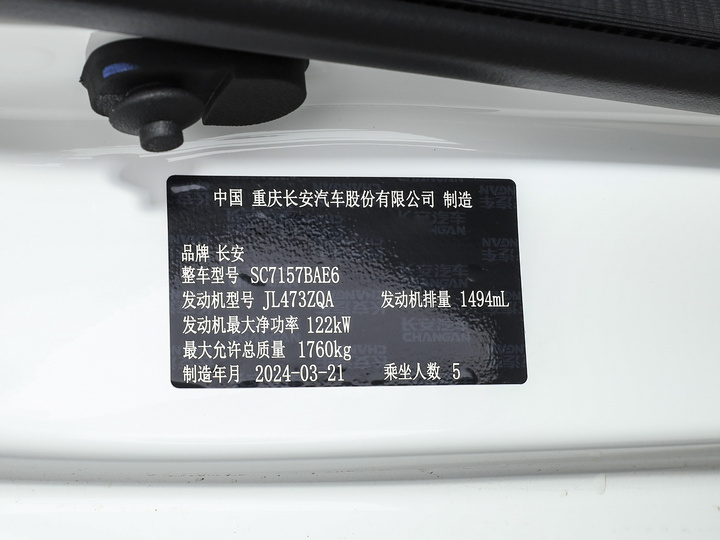 中国 重庆长安汽车股份有限公司 制造
品牌 长安
整车型号 SC7157BAE6
发动机型号 JL473ZQA 发动机排量 1494mL
发动机最大净功率 122kW
最大允许总质量 1760kg
制造年月 2024-03-21 乘坐人数 5